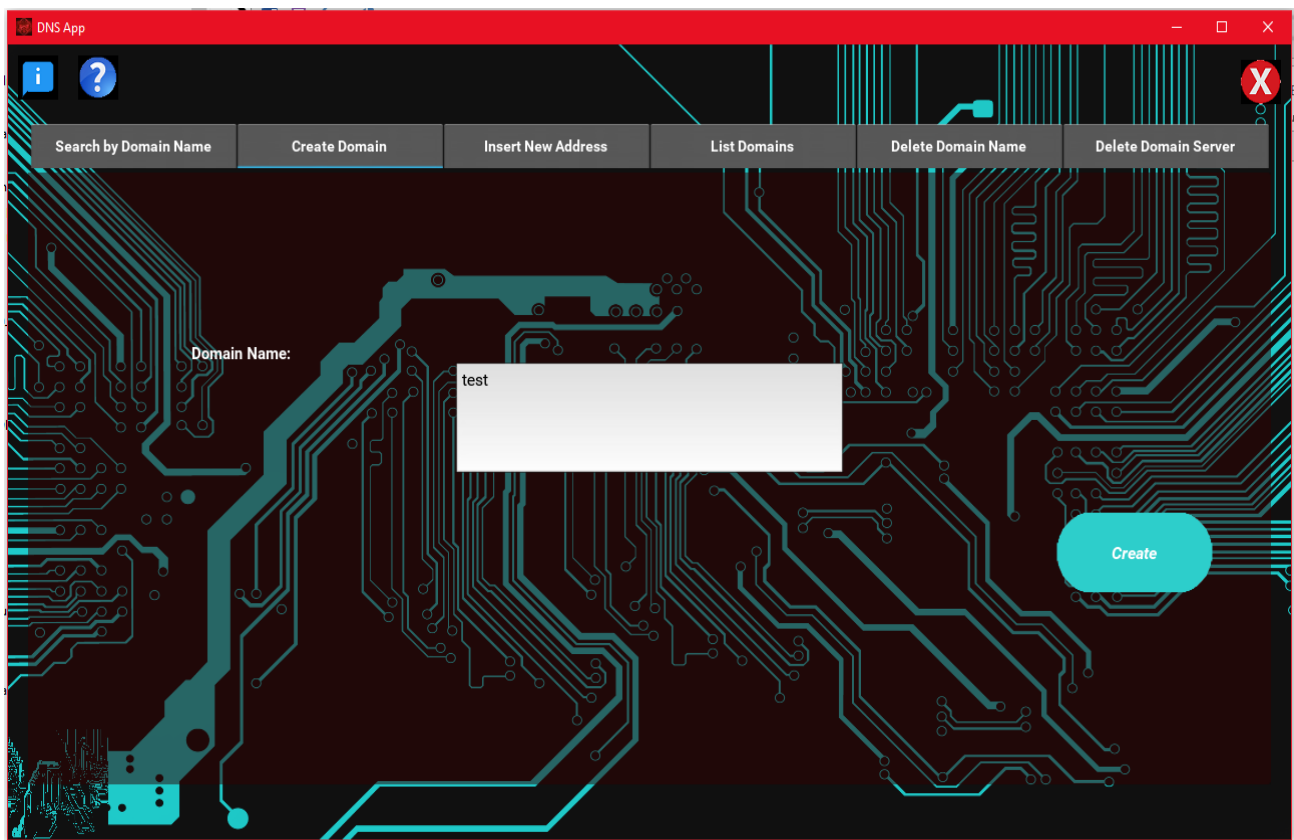 DNS App
i
?
X
Search by Domain Name
Create Domain
Insert New Address
List Domains
Delete Domain Name
Delete Domain Server
Domain Name:
test
Create